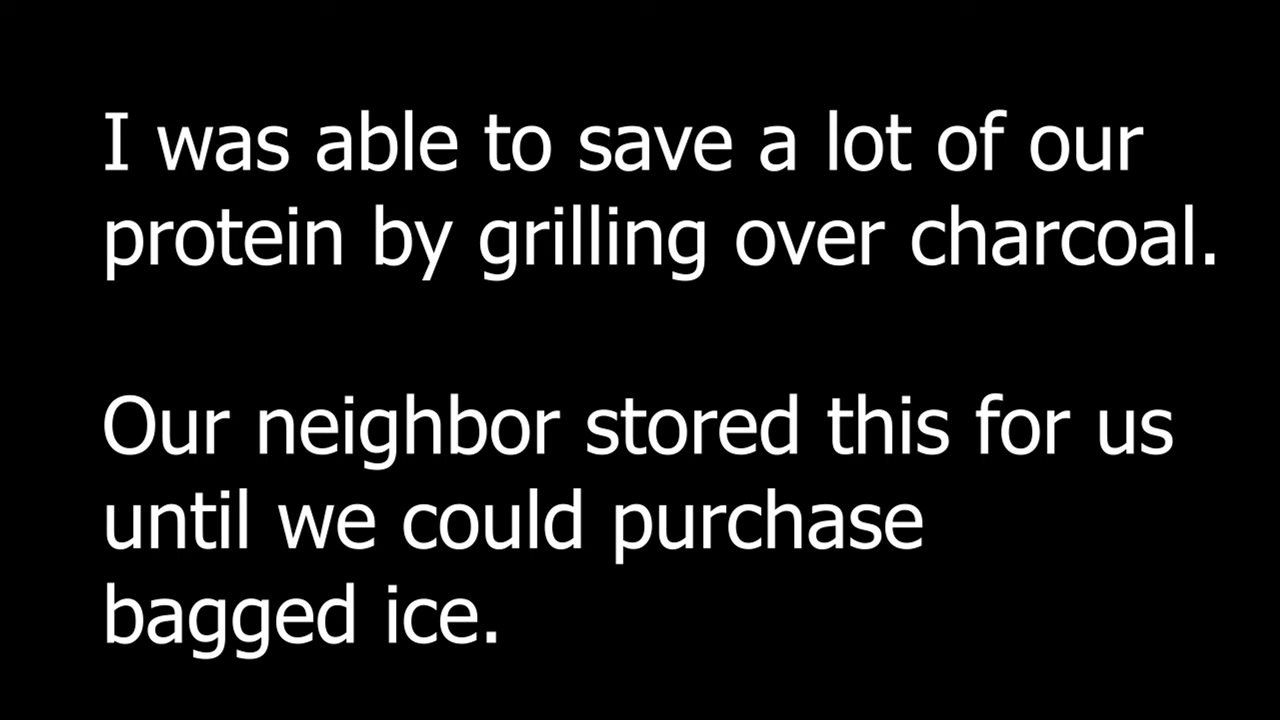 I was able to save a lot of our
protein by grilling over charcoal.
Our neighbor stored this for us
until we could purchase
bagged ice.